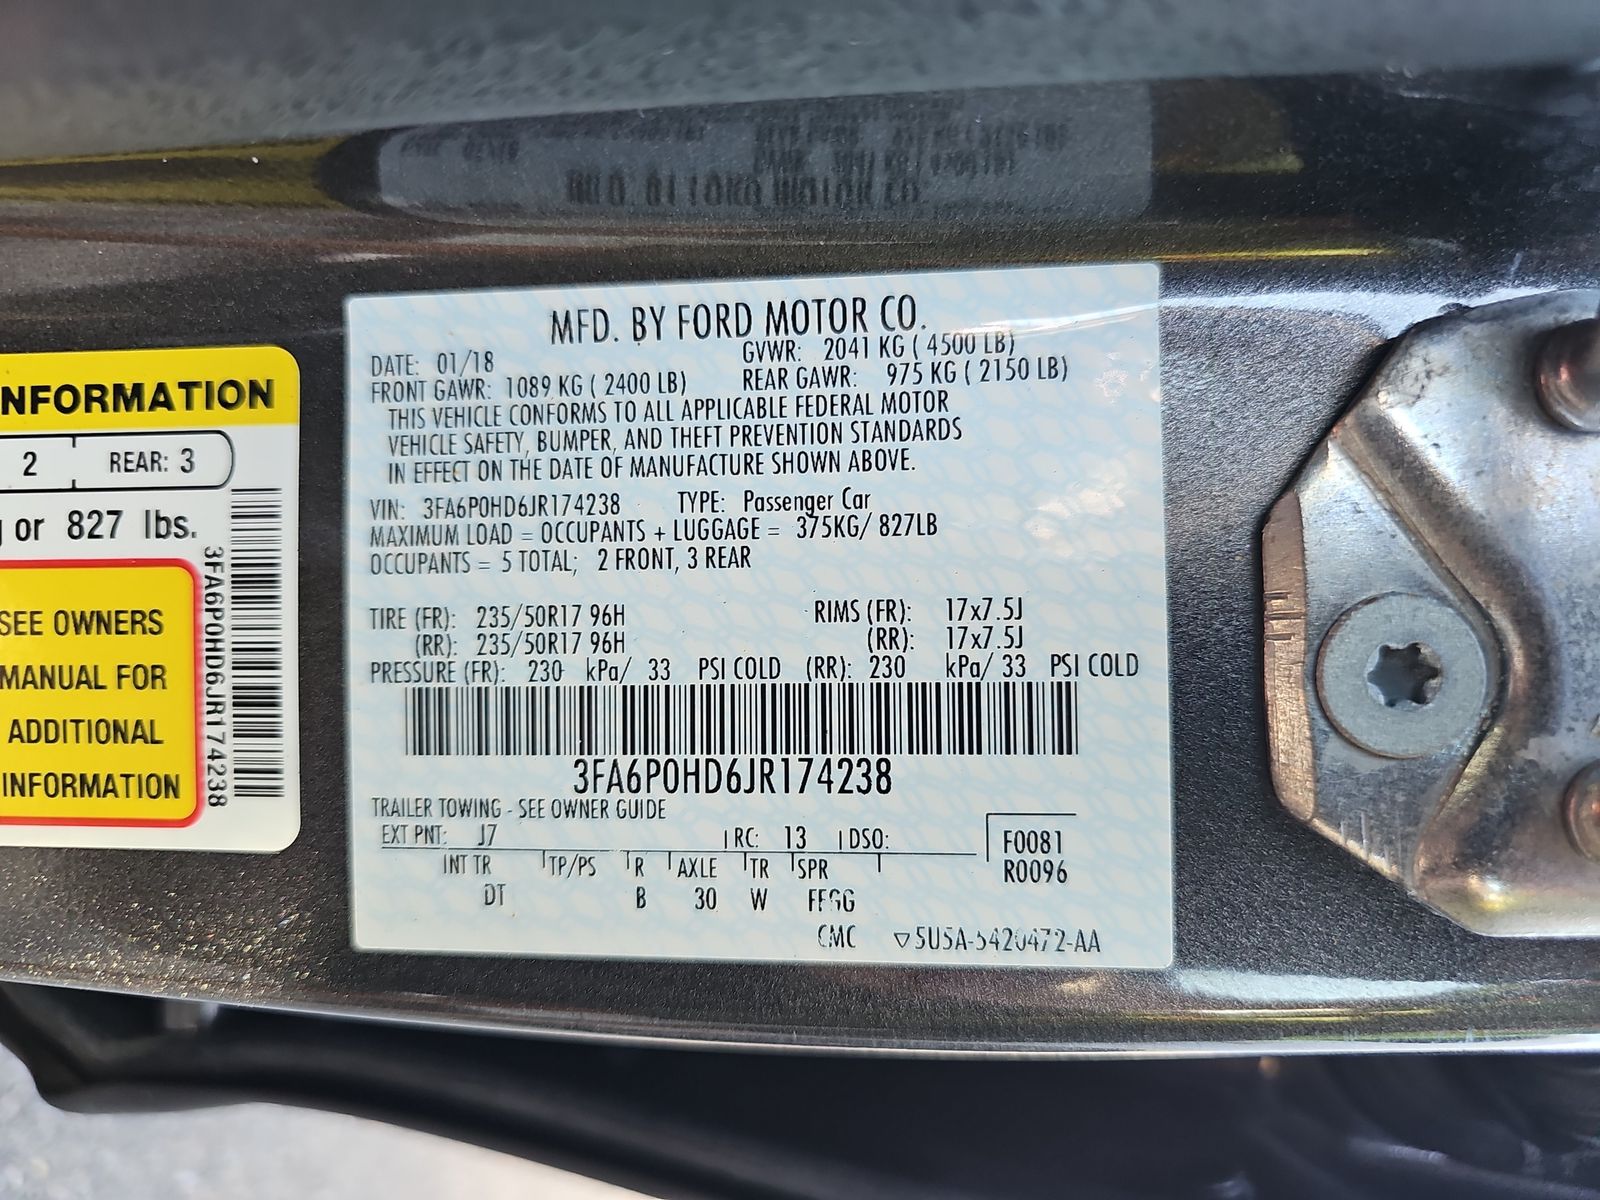 NFORMATION
2 REAR: 3
or 827 lbs.
SEE OWNERS
MANUAL FOR
ADDITIONAL
INFORMATION
3FA6P0HD6JR174238
MFD. BY FORD MOTOR CO.
DATE: 01/18 GVWR: 2041 KG ( 4500 LB)
FRONT GAWR: 1089 KG ( 2400 LB) REAR GAWR: 975 KG ( 2150 LB)
THIS VEHICLE CONFORMS TO ALL APPLICABLE FEDERAL MOTOR
VEHICLE SAFETY, BUMPER, AND THEFT PREVENTION STANDARDS
IN EFFECT ON THE DATE OF MANUFACTURE SHOWN ABOVE.
VIN: 3FA6P0HD6JR174238 TYPE: Passenger Car
MAXIMUM LOAD = OCCUPANTS + LUGGAGE = 375KG/ 827LB
OCCUPANTS = 5 TOTAL; 2 FRONT, 3 REAR
TIRE (FR): 235/50R17 96H RIMS (FR): 17x7.5J
(RR): 235/50R17 96H (RR): 17x7.5J
PRESSURE (FR): 230 kPa/ 33 PSI COLD (RR): 230 kPa/ 33 PSI COLD
3FA6P0HD6JR174238
TRAILER TOWING - SEE OWNER GUIDE
EXT PNT: J7 RC: 13 DSO: F0081
INT TR TP/PS R AXLE TR SPR R0096
DT B 30 W FFGG
CMC ▽5U5A-5420472-AA